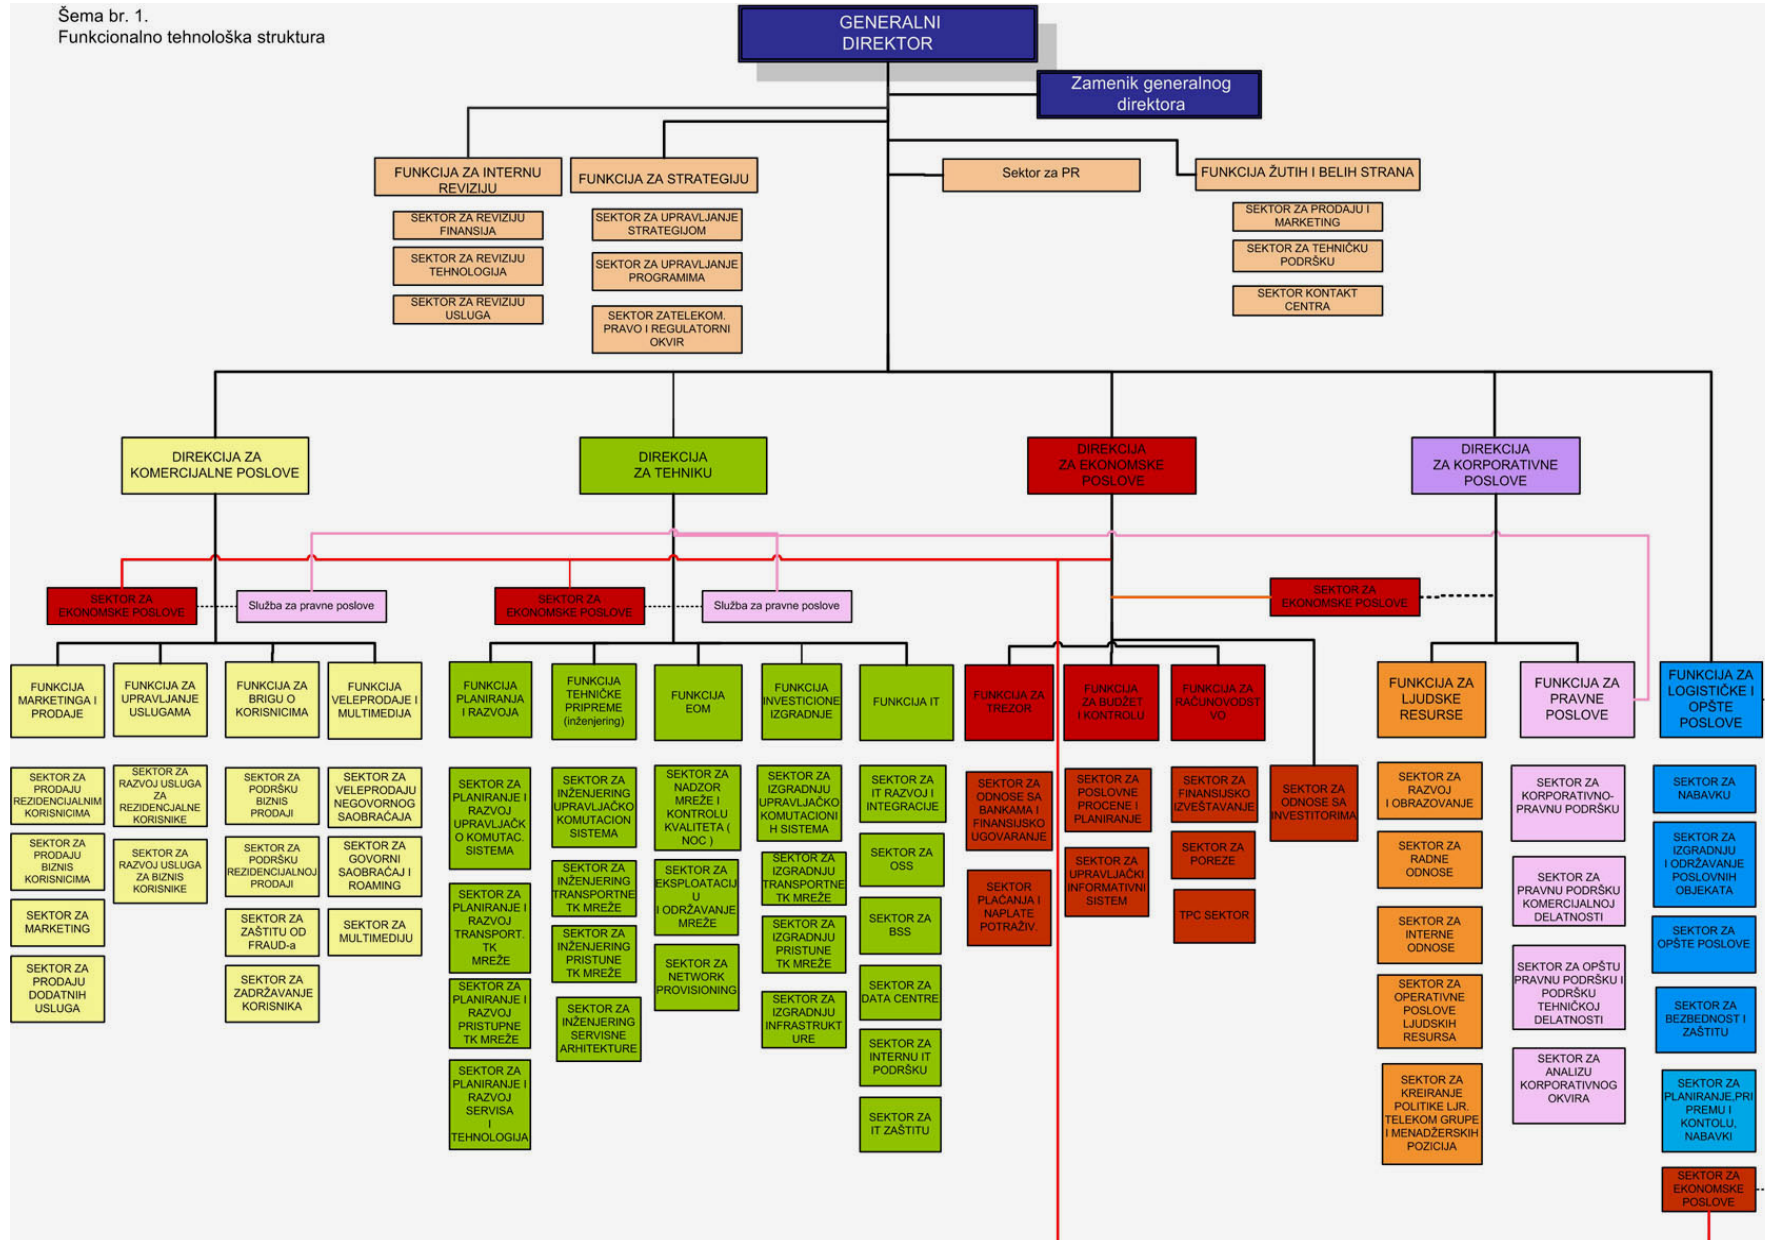 Šema br. 1.
Funkcionalno tehnološka struktura
GENERALNI
DIREKTOR
Zamenik generalnog
direktora
FUNKCIJA ZA INTERNU
REVIZIJU
FUNKCIJA ZA STRATEGIJU
Sektor za PR
FUNKCIJA ŽUTIH I BELIH STRANA
SEKTOR ZA REVIZIJU
FINANSIJA
SEKTOR ZA REVIZIJU
TEHNOLOGIJA
SEKTOR ZA REVIZIJU
USLUGA
SEKTOR ZA UPRAVLJANJE
STRATEGIJOM
SEKTOR ZA UPRAVLJANJE
PROGRAMIMA
SEKTOR ZATELEKOM.
PRAVO I REGULATORNI
OKVIR
SEKTOR ZA PRODAJU I
MARKETING
SEKTOR ZA TEHNIČKU
PODRŠKU
SEKTOR KONTAKT
CENTRA
DIREKCIJA ZA
KOMERCIJALNE POSLOVE
DIREKCIJA
ZA TEHNIKU
DIREKCIJA
ZA EKONOMSKE
POSLOVE
DIREKCIJA
ZA KORPORATIVNE
POSLOVE
SEKTOR ZA
EKONOMSKE POSLOVE
Služba za pravne poslove
SEKTOR ZA
EKONOMSKE POSLOVE
Služba za pravne poslove
SEKTOR ZA
EKONOMSKE POSLOVE
FUNKCIJA
MARKETINGA I
PRODAJE
FUNKCIJA ZA
UPRAVLJANJE
USLUGAMA
FUNKCIJA ZA
BRIGU O
KORISNICIMA
FUNKCIJA
VELEPRODAJE I
MULTIMEDIJA
FUNKCIJA
PLANIRANJA
I RAZVOJA
FUNKCIJA
TEHNIČKE
PRIPREME
(inženjering)
FUNKCIJA
EOM
FUNKCIJA
INVESTICIONE
IZGRADNJE
FUNKCIJA IT
FUNKCIJA ZA
TREZOR
FUNKCIJA
ZA BUDŽET
I KONTROLU
FUNKCIJA ZA
RAČUNOVODST
VO
FUNKCIJA ZA
LJUDSKE
RESURSE
FUNKCIJA ZA
PRAVNE
POSLOVE
FUNKCIJA ZA
LOGISTIČKE I
OPŠTE
POSLOVE
SEKTOR ZA
PRODAJU
REZIDENCIJALNIM
KORISNICIMA
SEKTOR ZA
PRODAJU
BIZNIS
KORISNICIMA
SEKTOR ZA
MARKETING
SEKTOR ZA
PRODAJU
DODATNIH
USLUGA
SEKTOR ZA
RAZVOJ USLUGA
ZA
REZIDENCJALNE
KORISNIKE
SEKTOR ZA
RAZVOJ USLUGA
ZA BIZNIS
KORISNIKE
SEKTOR ZA
PODRŠKU
BIZNIS
PRODAJI
SEKTOR ZA
PODRŠKU
REZIDENCIJALNOJ
PRODAJI
SEKTOR ZA
ZAŠTITU OD
FRAUD-a
SEKTOR ZA
ZADRŽAVANJE
KORISNIKA
SEKTOR ZA
VELEPRODAJU
NEGOVORNOG
SAOBRAĆAJA
SEKTOR ZA
GOVORNI
SAOBRAĆAJ I
ROAMING
SEKTOR ZA
MULTIMEDIJU
SEKTOR ZA
PLANIRANJE I
RAZVOJ
UPRAVLJAČK
O KOMUTAC.
SISTEMA
SEKTOR ZA
PLANIRANJE I
RAZVOJ
TRANSPORT.
TK
MREŽE
SEKTOR ZA
PLANIRANJE I
RAZVOJ
PRISTUPNE
TK MREŽE
SEKTOR ZA
PLANIRANJE I
RAZVOJ
SERVISA
I
TEHNOLOGIJA
SEKTOR ZA
INŽENJERING
UPRAVLJAČKO
KOMUTACION
SISTEMA
SEKTOR ZA
INŽENJERING
TRANSPORTNE
TK MREŽE
SEKTOR ZA
INŽENJERING
PRISTUNE
TK MREŽE
SEKTOR ZA
INŽENJERING
SERVISNE
ARHITEKTURE
SEKTOR ZA
NADZOR
MREŽE I
KONTROLU
KVALITETA (
NOC )
SEKTOR ZA
EKSPLOATACIJ
U
I ODRŽAVANJE
MREŽE
SEKTOR ZA
NETWORK
PROVISIONING
SEKTOR ZA
IZGRADNJU
UPRAVLJAČKO
KOMUTACIONI
H SISTEMA
SEKTOR ZA
IZGRADNJU
TRANSPORTNE
TK MREŽE
SEKTOR ZA
IZGRADNJU
PRISTUNE
TK MREŽE
SEKTOR ZA
IZGRADNJU
INFRASTRUKT
URE
SEKTOR ZA
IT RAZVOJ I
INTEGRACIJE
SEKTOR ZA
OSS
SEKTOR ZA
BSS
SEKTOR ZA
DATA CENTRE
SEKTOR ZA
INTERNU IT
PODRŠKU
SEKTOR ZA
IT ZAŠTITU
SEKTOR ZA
ODNOSE SA
BANKAMA I
FINANSIJSKO
UGOVARANJE
SEKTOR
PLAĆANJA I
NAPLATE
POTRAŽIV.
SEKTOR ZA
POSLOVNE
PROCENE I
PLANIRANJE
SEKTOR ZA
UPRAVLJAČKI
INFORMATIVNI
SISTEM
SEKTOR ZA
FINANSIJSKO
IZVEŠTAVANJE
SEKTOR ZA
POREZE
TPC SEKTOR
SEKTOR ZA
ODNOSE SA
INVESTITORIMA
SEKTOR ZA
RAZVOJ
I OBRAZOVANJE
SEKTOR ZA
RADNE
ODNOSE
SEKTOR ZA
INTERNE
ODNOSE
SEKTOR ZA
OPERATIVNE
POSLOVE
LJUDSKIH
RESURSA
SEKTOR ZA
KREIRANJE
POLITIKE LJR.
TELEKOM GRUPE
I MENADŽERSKIH
POZICIJA
SEKTOR ZA
KORPORATIVNO-
PRAVNU PODRŠKU
SEKTOR ZA
PRAVNU PODRŠKU
KOMERCIJALNOJ
DELATNOSTI
SEKTOR ZA OPŠTU
PRAVNU PODRŠKU I
PODRŠKU
TEHNIČKOJ
DELATNOSTI
SEKTOR ZA
ANALIZU
KORPORATIVNOG
OKVIRA
SEKTOR ZA
NABAVKU
SEKTOR ZA
IZGRADNJU
I ODRŽAVANJE
POSLOVNIH
OBJEKATA
SEKTOR ZA
OPŠTE POSLOVE
SEKTOR ZA
BEZBEDNOST I
ZAŠTITU
SEKTOR ZA
PLANIRANJE,PRI
PREMU I
KONTOLU,
NABAVKI
SEKTOR ZA
EKONOMSKE
POSLOVE